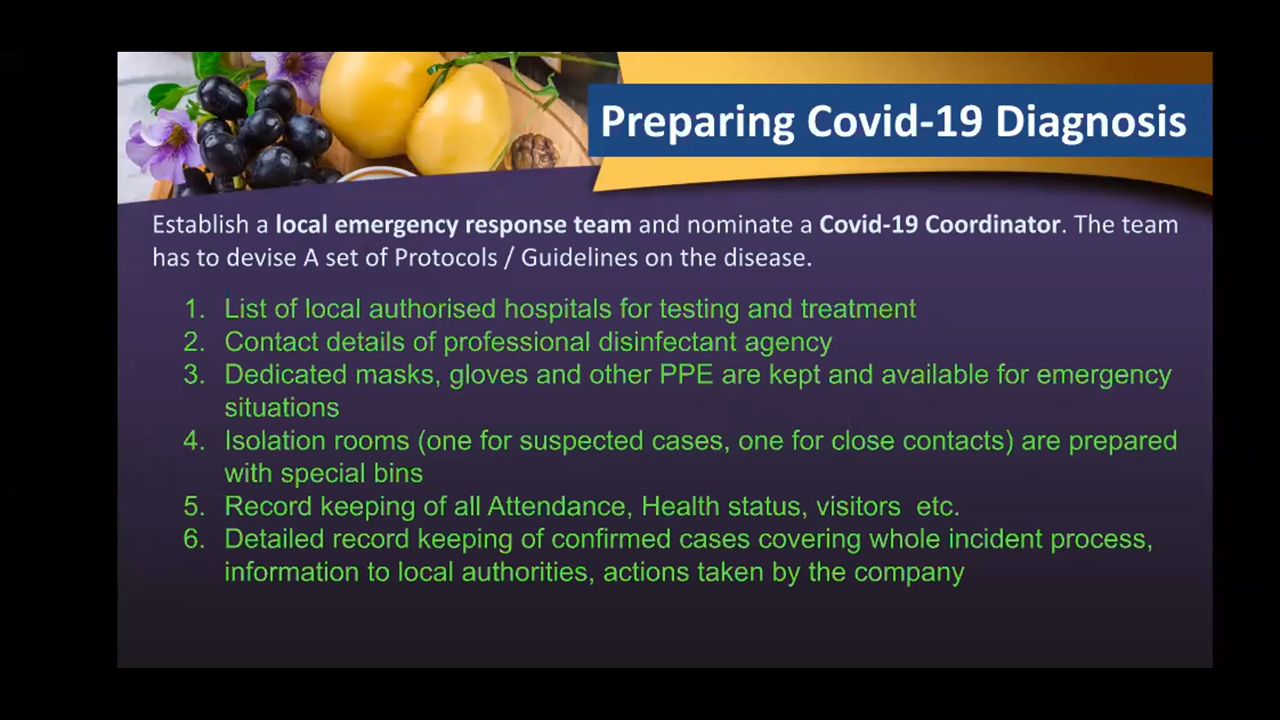 Preparing Covid-19 Diagnosis
Establish a local emergency response team and nominate a Covid-19 Coordinator. The team
has to devise A set of Protocols / Guidelines on the disease.
1. List of local authorised hospitals for testing and treatment
2. Contact details of professional disinfectant agency
3. Dedicated masks, gloves and other PPE are kept and available for emergency
situations
4. Isolation rooms (one for suspected cases, one for close contacts) are prepared
with special bins
5. Record keeping of all Attendance, Health status, visitors  etc.
6. Detailed record keeping of confirmed cases covering whole incident process,
information to local authorities, actions taken by the company